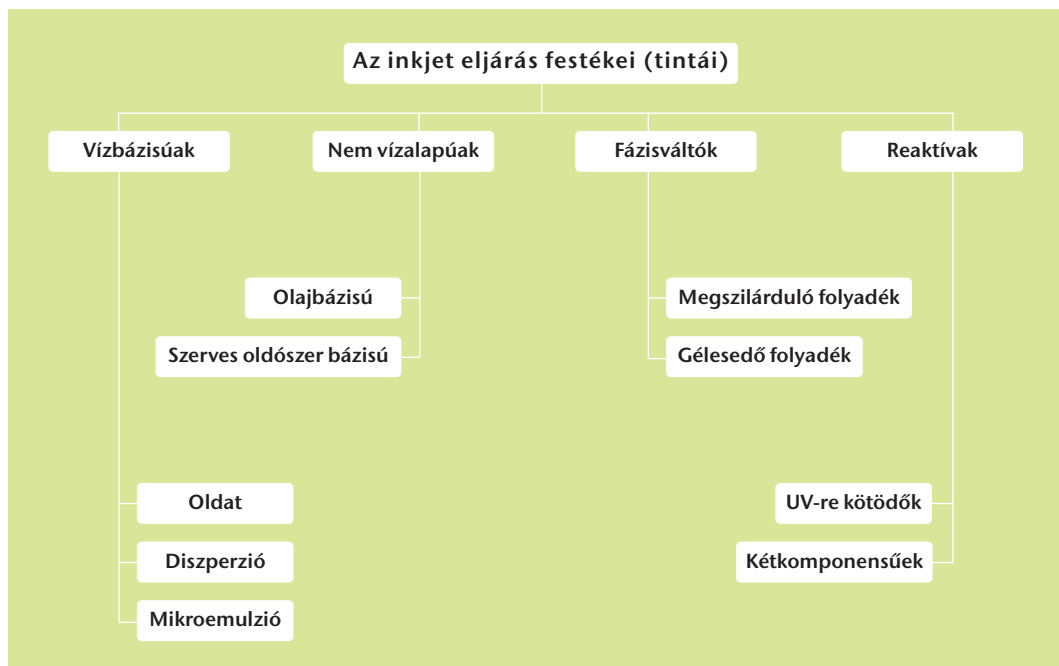 Az inkjet eljárás festékei (tintái)
Vízbázisúak
Nem vízalapúak
Fázisváltók
Reaktívak
Olajbázisú
Szerves oldószer bázisú
Megszilárduló folyadék
Gélesedő folyadék
Oldat
Diszperzió
Mikroemulzió
UV-re kötödők
Kétkomponensűek